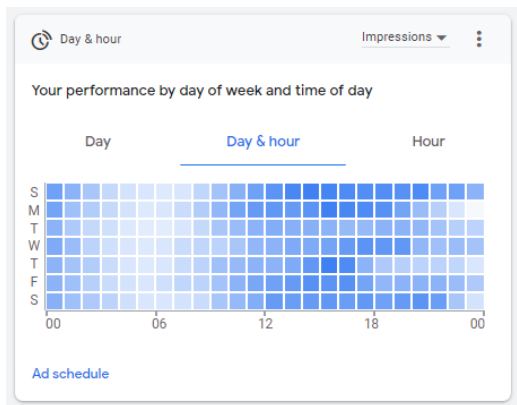 Day & hour
Impressions
Your performance by day of week and time of day
Day
Day & hour
Hour
S
M
T
W
T
F
S
00
06
12
18
00
Ad schedule